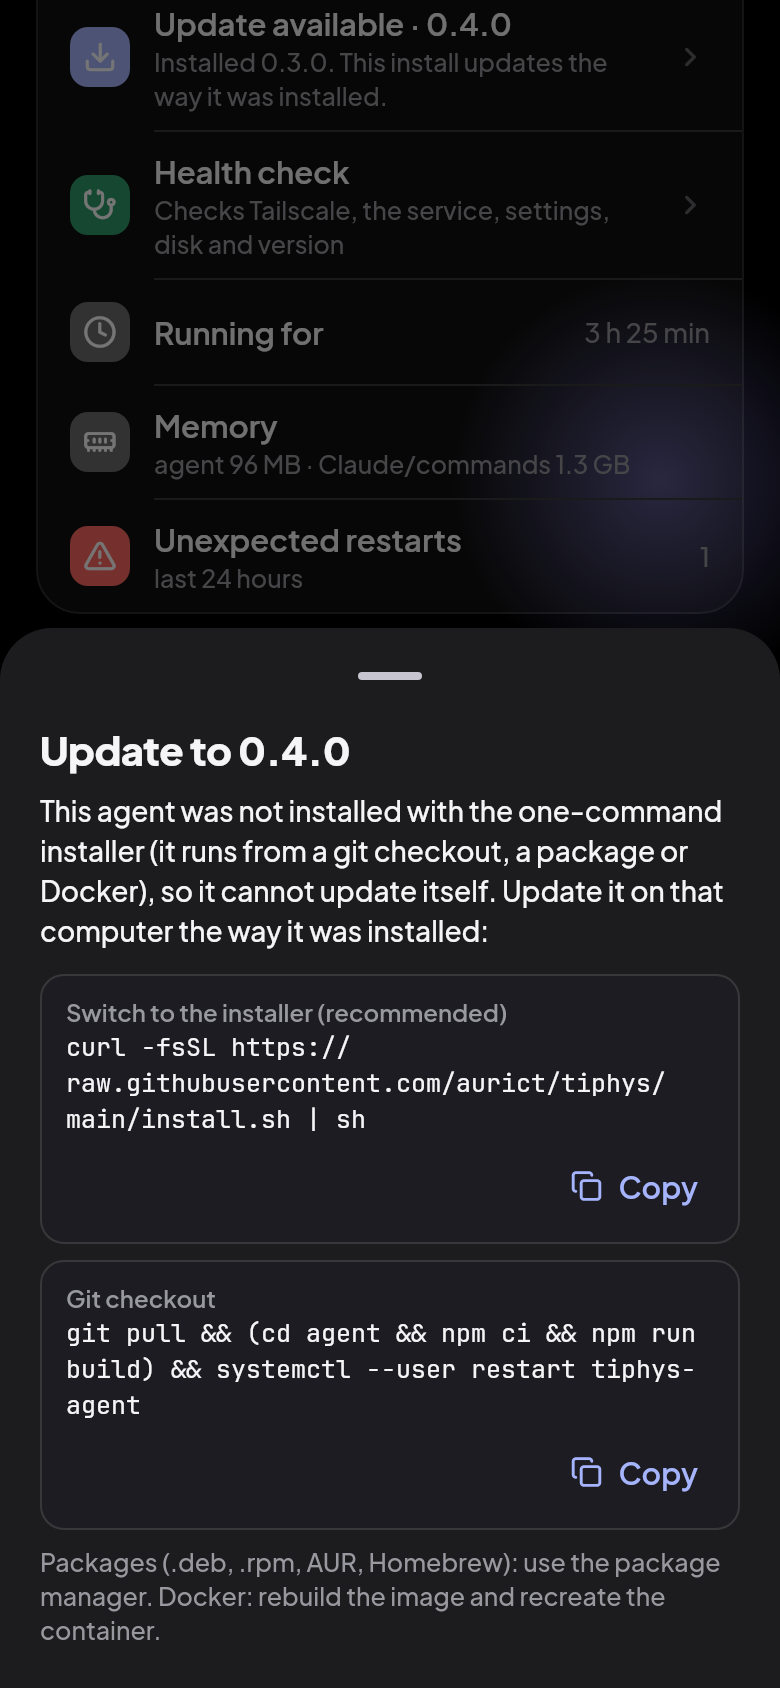 Update available · 0.4.0
Installed 0.3.0. This install updates the
way it was installed.
Health check
Checks Tailscale, the service, settings,
disk and version
Running for
3 h 25 min
Memory
agent 96 MB · Claude/commands 1.3 GB
Unexpected restarts
last 24 hours
1
Update to 0.4.0
This agent was not installed with the one-command
installer (it runs from a git checkout, a package or
Docker), so it cannot update itself. Update it on that
computer the way it was installed:
Switch to the installer (recommended)
curl -fsSL https://
raw.githubusercontent.com/aurict/tiphys/
main/install.sh | sh
Copy
Git checkout
git pull && (cd agent && npm ci && npm run
build) && systemctl --user restart tiphys-
agent
Copy
Packages (.deb, .rpm, AUR, Homebrew): use the package
manager. Docker: rebuild the image and recreate the
container.